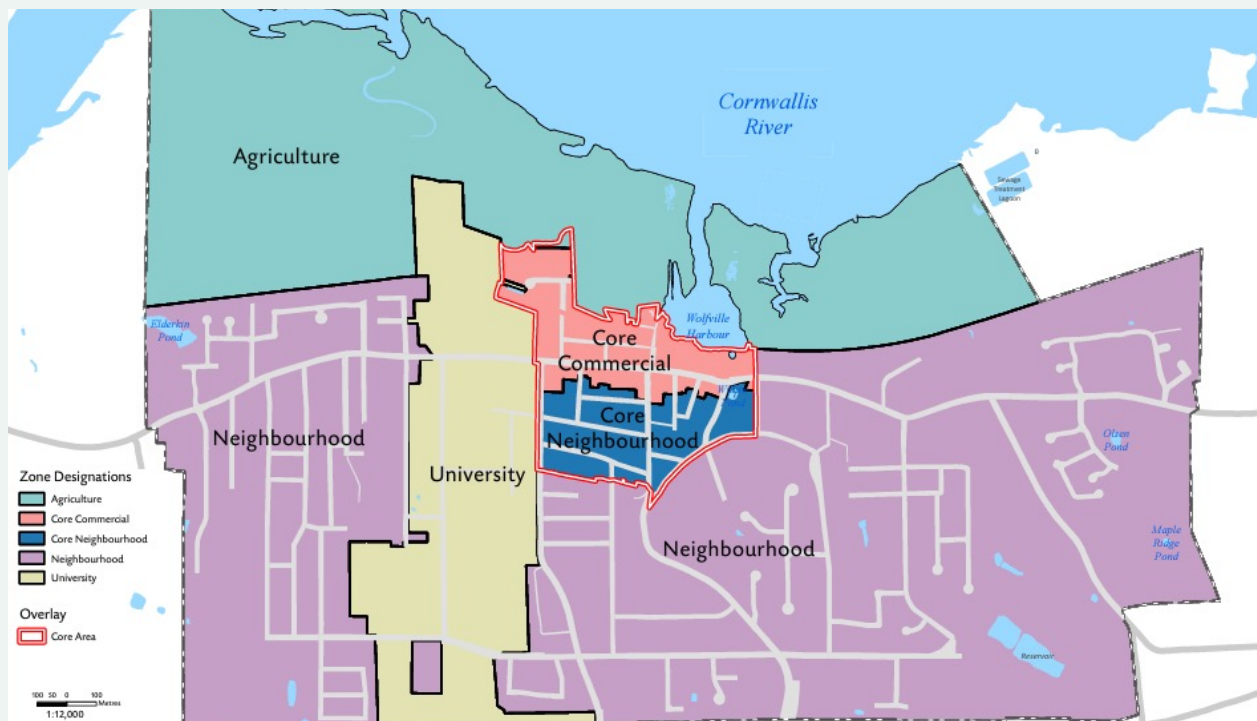 Cornwallis
River
Agriculture
Sewage
Treatment
Lagoon
Elderkin
Pond
Wolfville
Harbour
Core
Commercial
Core
Neighbourhood
Neighbourhood
Olsen
Pond
University
Neighbourhood
Maple
Ridge
Pond
Reservoir
Zone Designations
Agriculture
Core Commercial
Core Neighbourhood
Neighbourhood
University
Overlay
Core Area
100 50 0 100
Metres
1:12,000